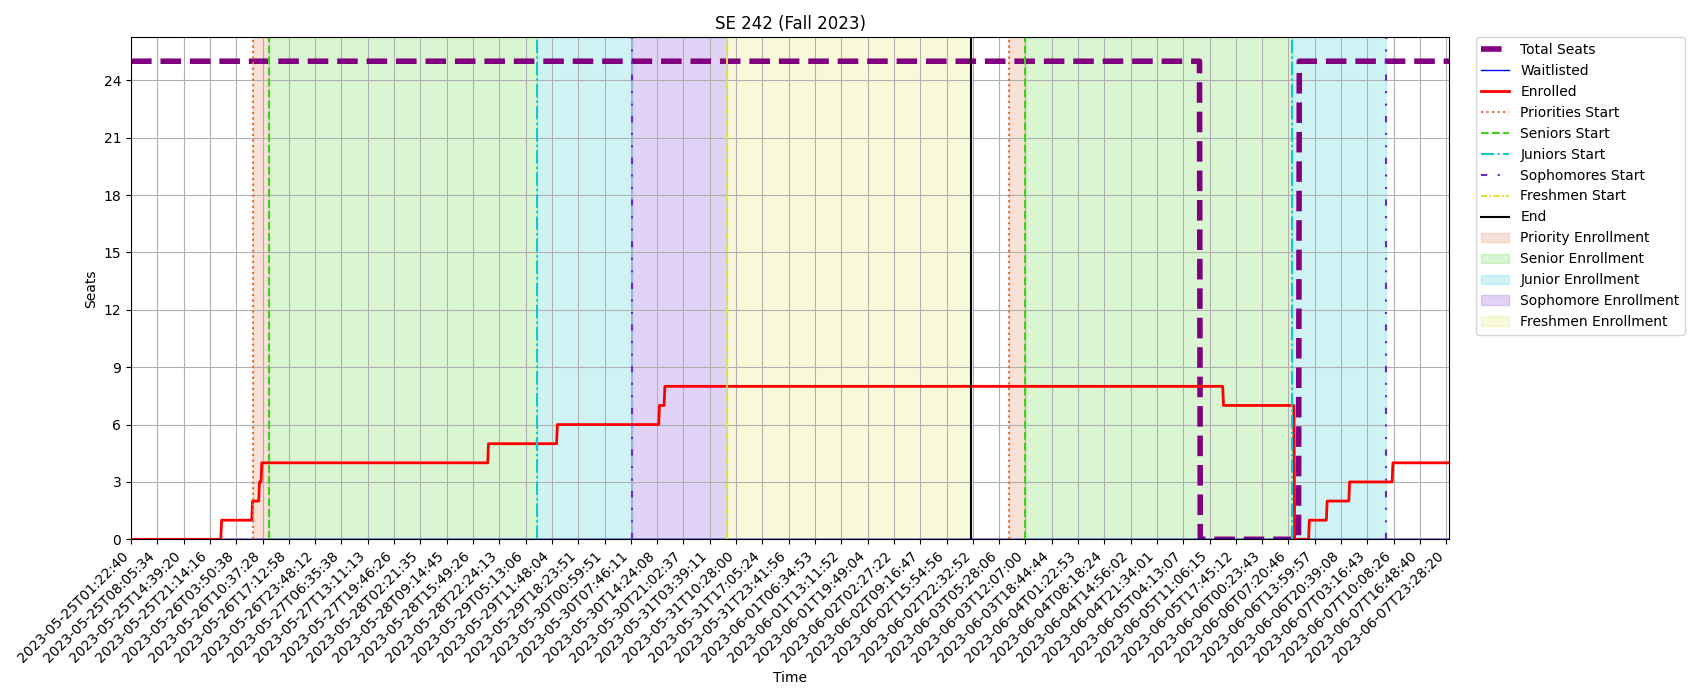 SE 242 (Fall 2023)
Seats
24
21
18
15
12
9
6
3
0
2023-05-25T01:22:40
2023-05-25T08:05:34
2023-05-25T14:39:20
2023-05-25T21:14:16
2023-05-26T03:50:38
2023-05-26T10:37:28
2023-05-26T17:12:58
2023-05-26T23:48:12
2023-05-27T06:35:38
2023-05-27T13:11:13
2023-05-27T19:46:26
2023-05-28T02:21:35
2023-05-28T09:14:45
2023-05-28T15:49:26
2023-05-28T22:24:13
2023-05-29T05:13:06
2023-05-29T11:48:04
2023-05-29T18:23:51
2023-05-30T00:59:51
2023-05-30T07:46:11
2023-05-30T14:24:08
2023-05-30T21:02:37
2023-05-31T03:39:11
2023-05-31T10:28:00
2023-05-31T17:05:24
2023-05-31T23:41:56
2023-06-01T06:34:53
2023-06-01T13:11:52
2023-06-01T19:49:04
2023-06-02T02:27:22
2023-06-02T09:16:47
2023-06-02T15:54:56
2023-06-02T22:32:52
2023-06-03T05:28:06
2023-06-03T12:07:00
2023-06-03T18:44:44
2023-06-04T01:22:53
2023-06-04T08:18:24
2023-06-04T14:56:02
2023-06-04T21:34:01
2023-06-05T04:13:07
2023-06-05T11:06:15
2023-06-05T17:45:12
2023-06-06T00:23:43
2023-06-06T07:20:46
2023-06-06T13:59:57
2023-06-06T20:39:08
2023-06-07T03:16:43
2023-06-07T10:08:26
2023-06-07T16:48:40
2023-06-07T23:28:20
Time
Total Seats
Waitlisted
Enrolled
Priorities Start
Seniors Start
Juniors Start
Sophomores Start
Freshmen Start
End
Priority Enrollment
Senior Enrollment
Junior Enrollment
Sophomore Enrollment
Freshmen Enrollment